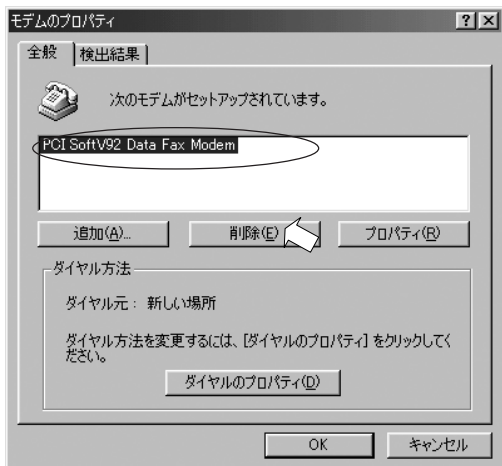 モデムのプロパティ
全般
検出結果
次のモデムがセットアップされています。
PCI SoftV92 Data Fax Modem
追加(A)...
削除(E)
プロパティ(R)
ダイヤル方法
ダイヤル元： 新しい場所
ダイヤル方法を変更するには、[ダイヤルのプロパティ] をクリックしてく
ださい。
ダイヤルのプロパティ(D)
OK
キャンセル